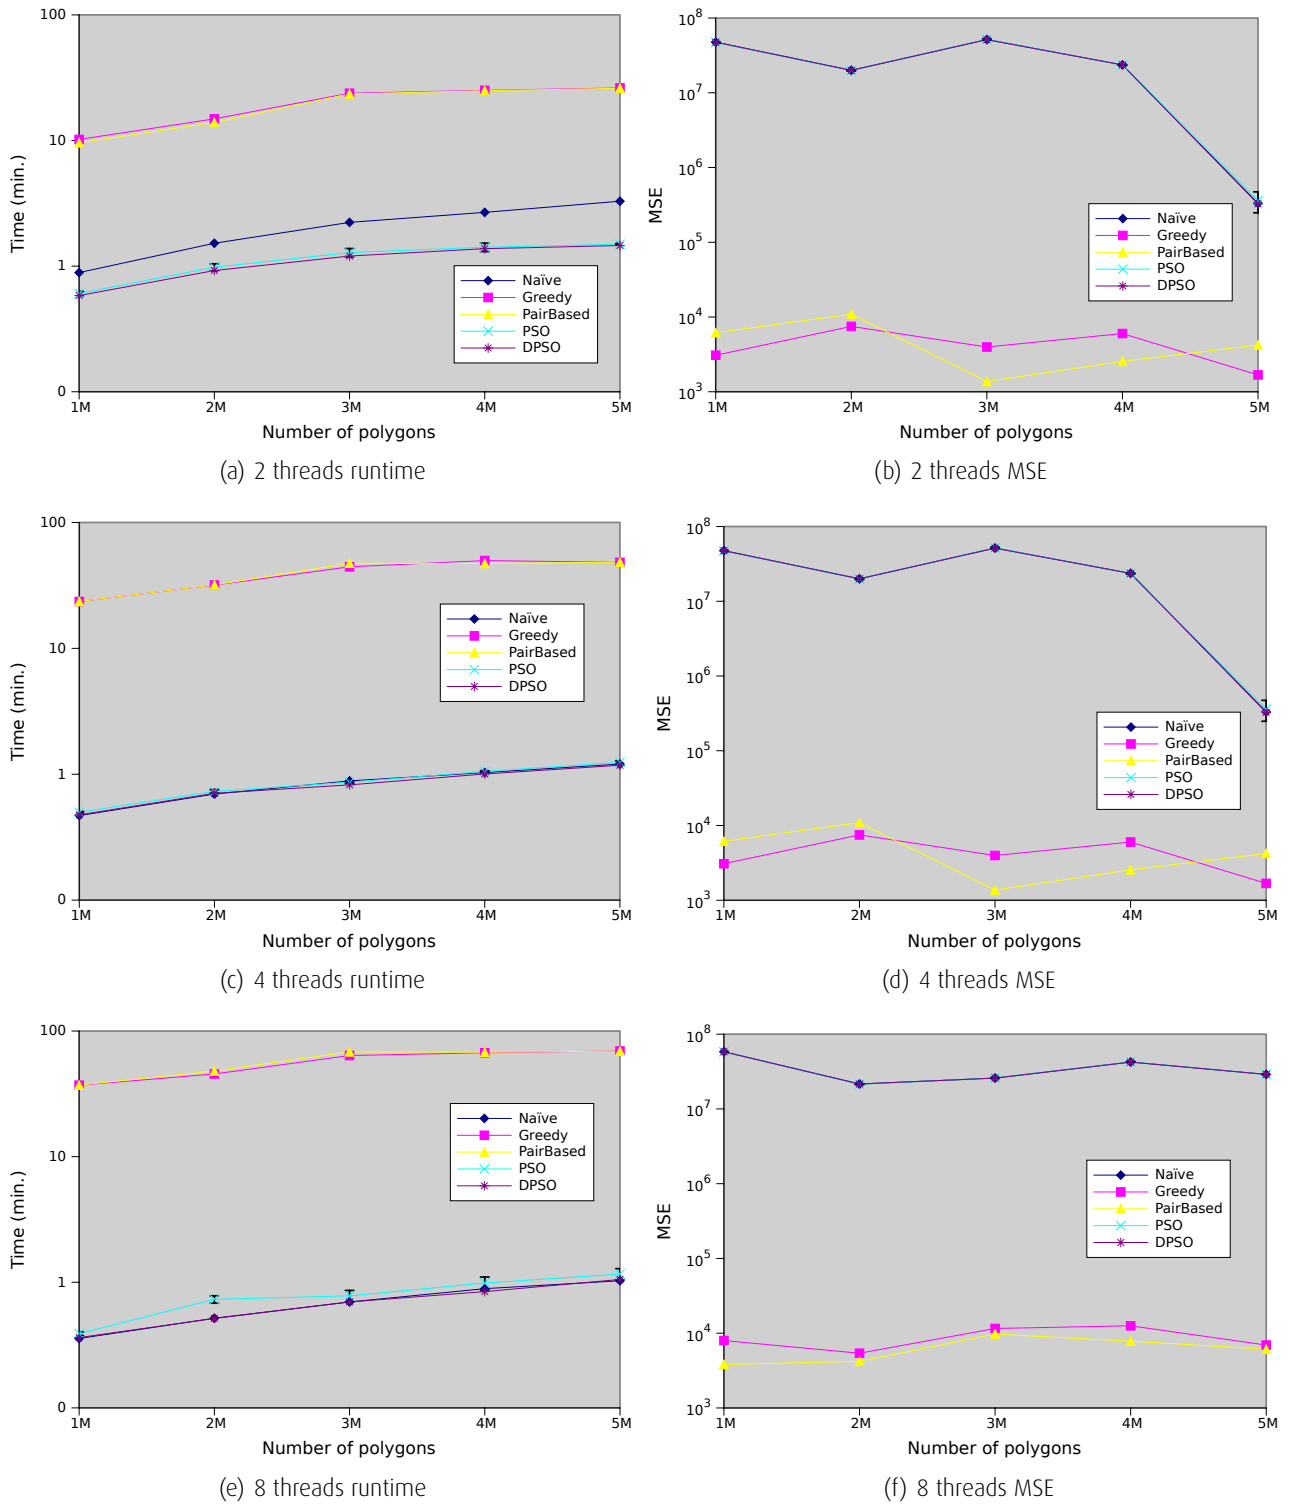 100
10
1
0
Time (min.)
1M 2M 3M 4M 5M
Number of polygons
Naïve
Greedy
PairBased
PSO
DPSO
(a) 2 threads runtime
10^8
10^7
10^6
10^5
10^4
10^3
MSE
1M 2M 3M 4M 5M
Number of polygons
Naïve
Greedy
PairBased
PSO
DPSO
(b) 2 threads MSE
100
10
1
0
Time (min.)
1M 2M 3M 4M 5M
Number of polygons
Naïve
Greedy
PairBased
PSO
DPSO
(c) 4 threads runtime
10^8
10^7
10^6
10^5
10^4
10^3
MSE
1M 2M 3M 4M 5M
Number of polygons
Naïve
Greedy
PairBased
PSO
DPSO
(d) 4 threads MSE
100
10
1
0
Time (min.)
1M 2M 3M 4M 5M
Number of polygons
Naïve
Greedy
PairBased
PSO
DPSO
(e) 8 threads runtime
10^8
10^7
10^6
10^5
10^4
10^3
MSE
1M 2M 3M 4M 5M
Number of polygons
Naïve
Greedy
PairBased
PSO
DPSO
(f) 8 threads MSE